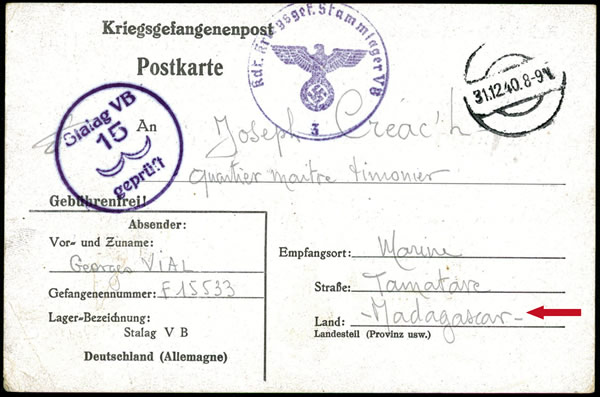 Kriegsgefangenenpost
Postkarte
Kdr. Kriegsgef. Stammlager VB
3
31.12.40.8-9V.
Stalag VB
15
geprüft
An
Joseph Créac'h
quartier maitre timonier
Gebührenfrei!
Absender:
Vor- und Zuname:
Georges VIAL
Gefangenennummer: F 15533
Lager-Bezeichnung:
Stalag V B
Deutschland (Allemagne)
Empfangsort: Marine
Straße: Tamatave
Land: -Madagascar-
Landesteil (Provinz usw.)